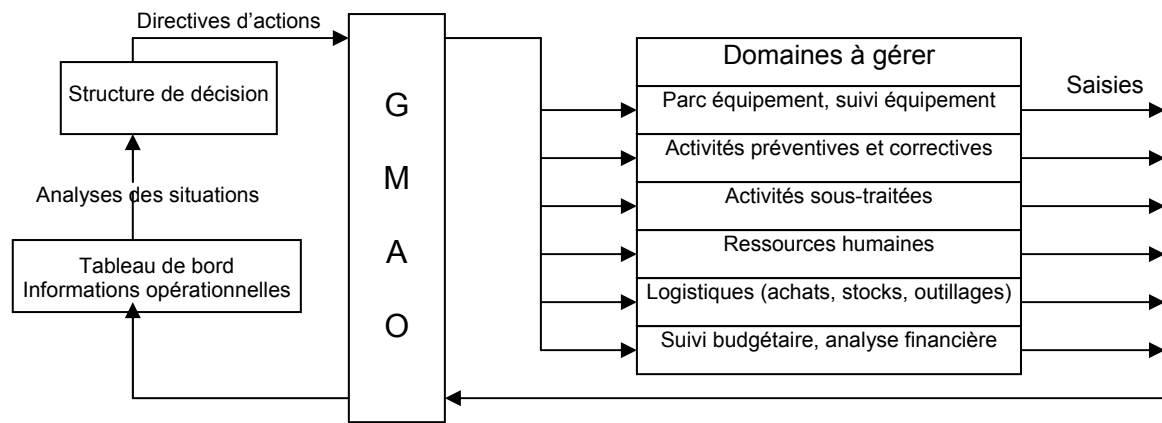 Directives d'actions
Structure de décision
Analyses des situations
Tableau de bord
Informations opérationnelles
G
M
A
O
Domaines à gérer
Parc équipement, suivi équipement
Activités préventives et correctives
Activités sous-traitées
Ressources humaines
Logistiques (achats, stocks, outillages)
Suivi budgétaire, analyse financière
Saisies